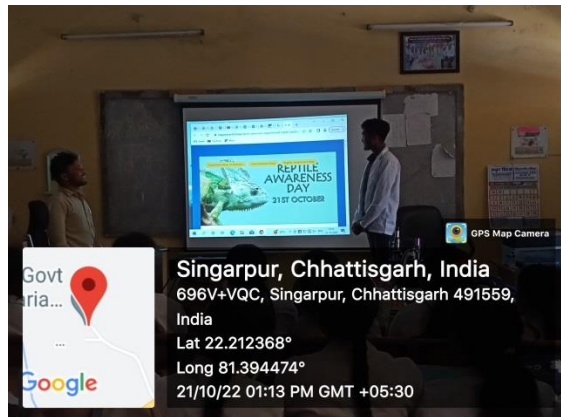 REPTILE
AWARENESS
DAY
21ST OCTOBER
GPS Map Camera
Govt
ria...
...
Google
Singarpur, Chhattisgarh, India
696V+VQC, Singarpur, Chhattisgarh 491559,
India
Lat 22.212368°
Long 81.394474°
21/10/22 01:13 PM GMT +05:30